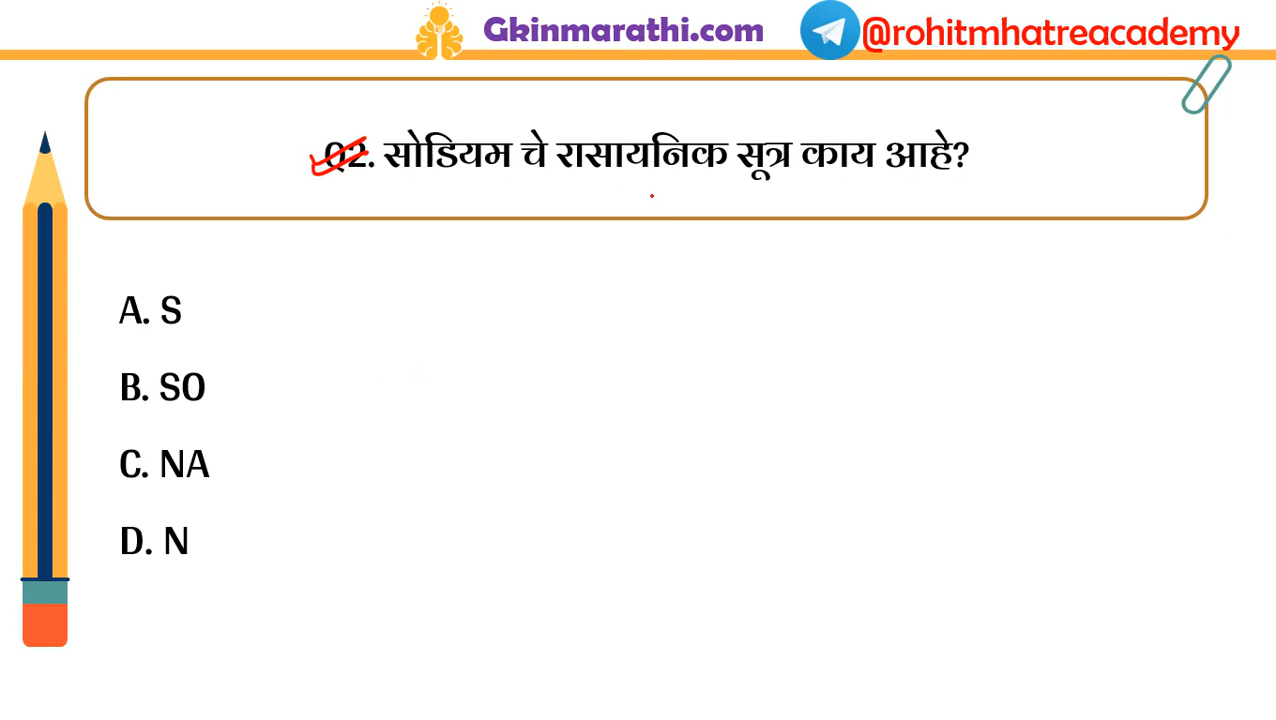 Gkinmarathi.com
@rohitmhatreacademy
Q2. सोडियम चे रासायनिक सूत्र काय आहे?
A. S
B. SO
C. NA
D. N